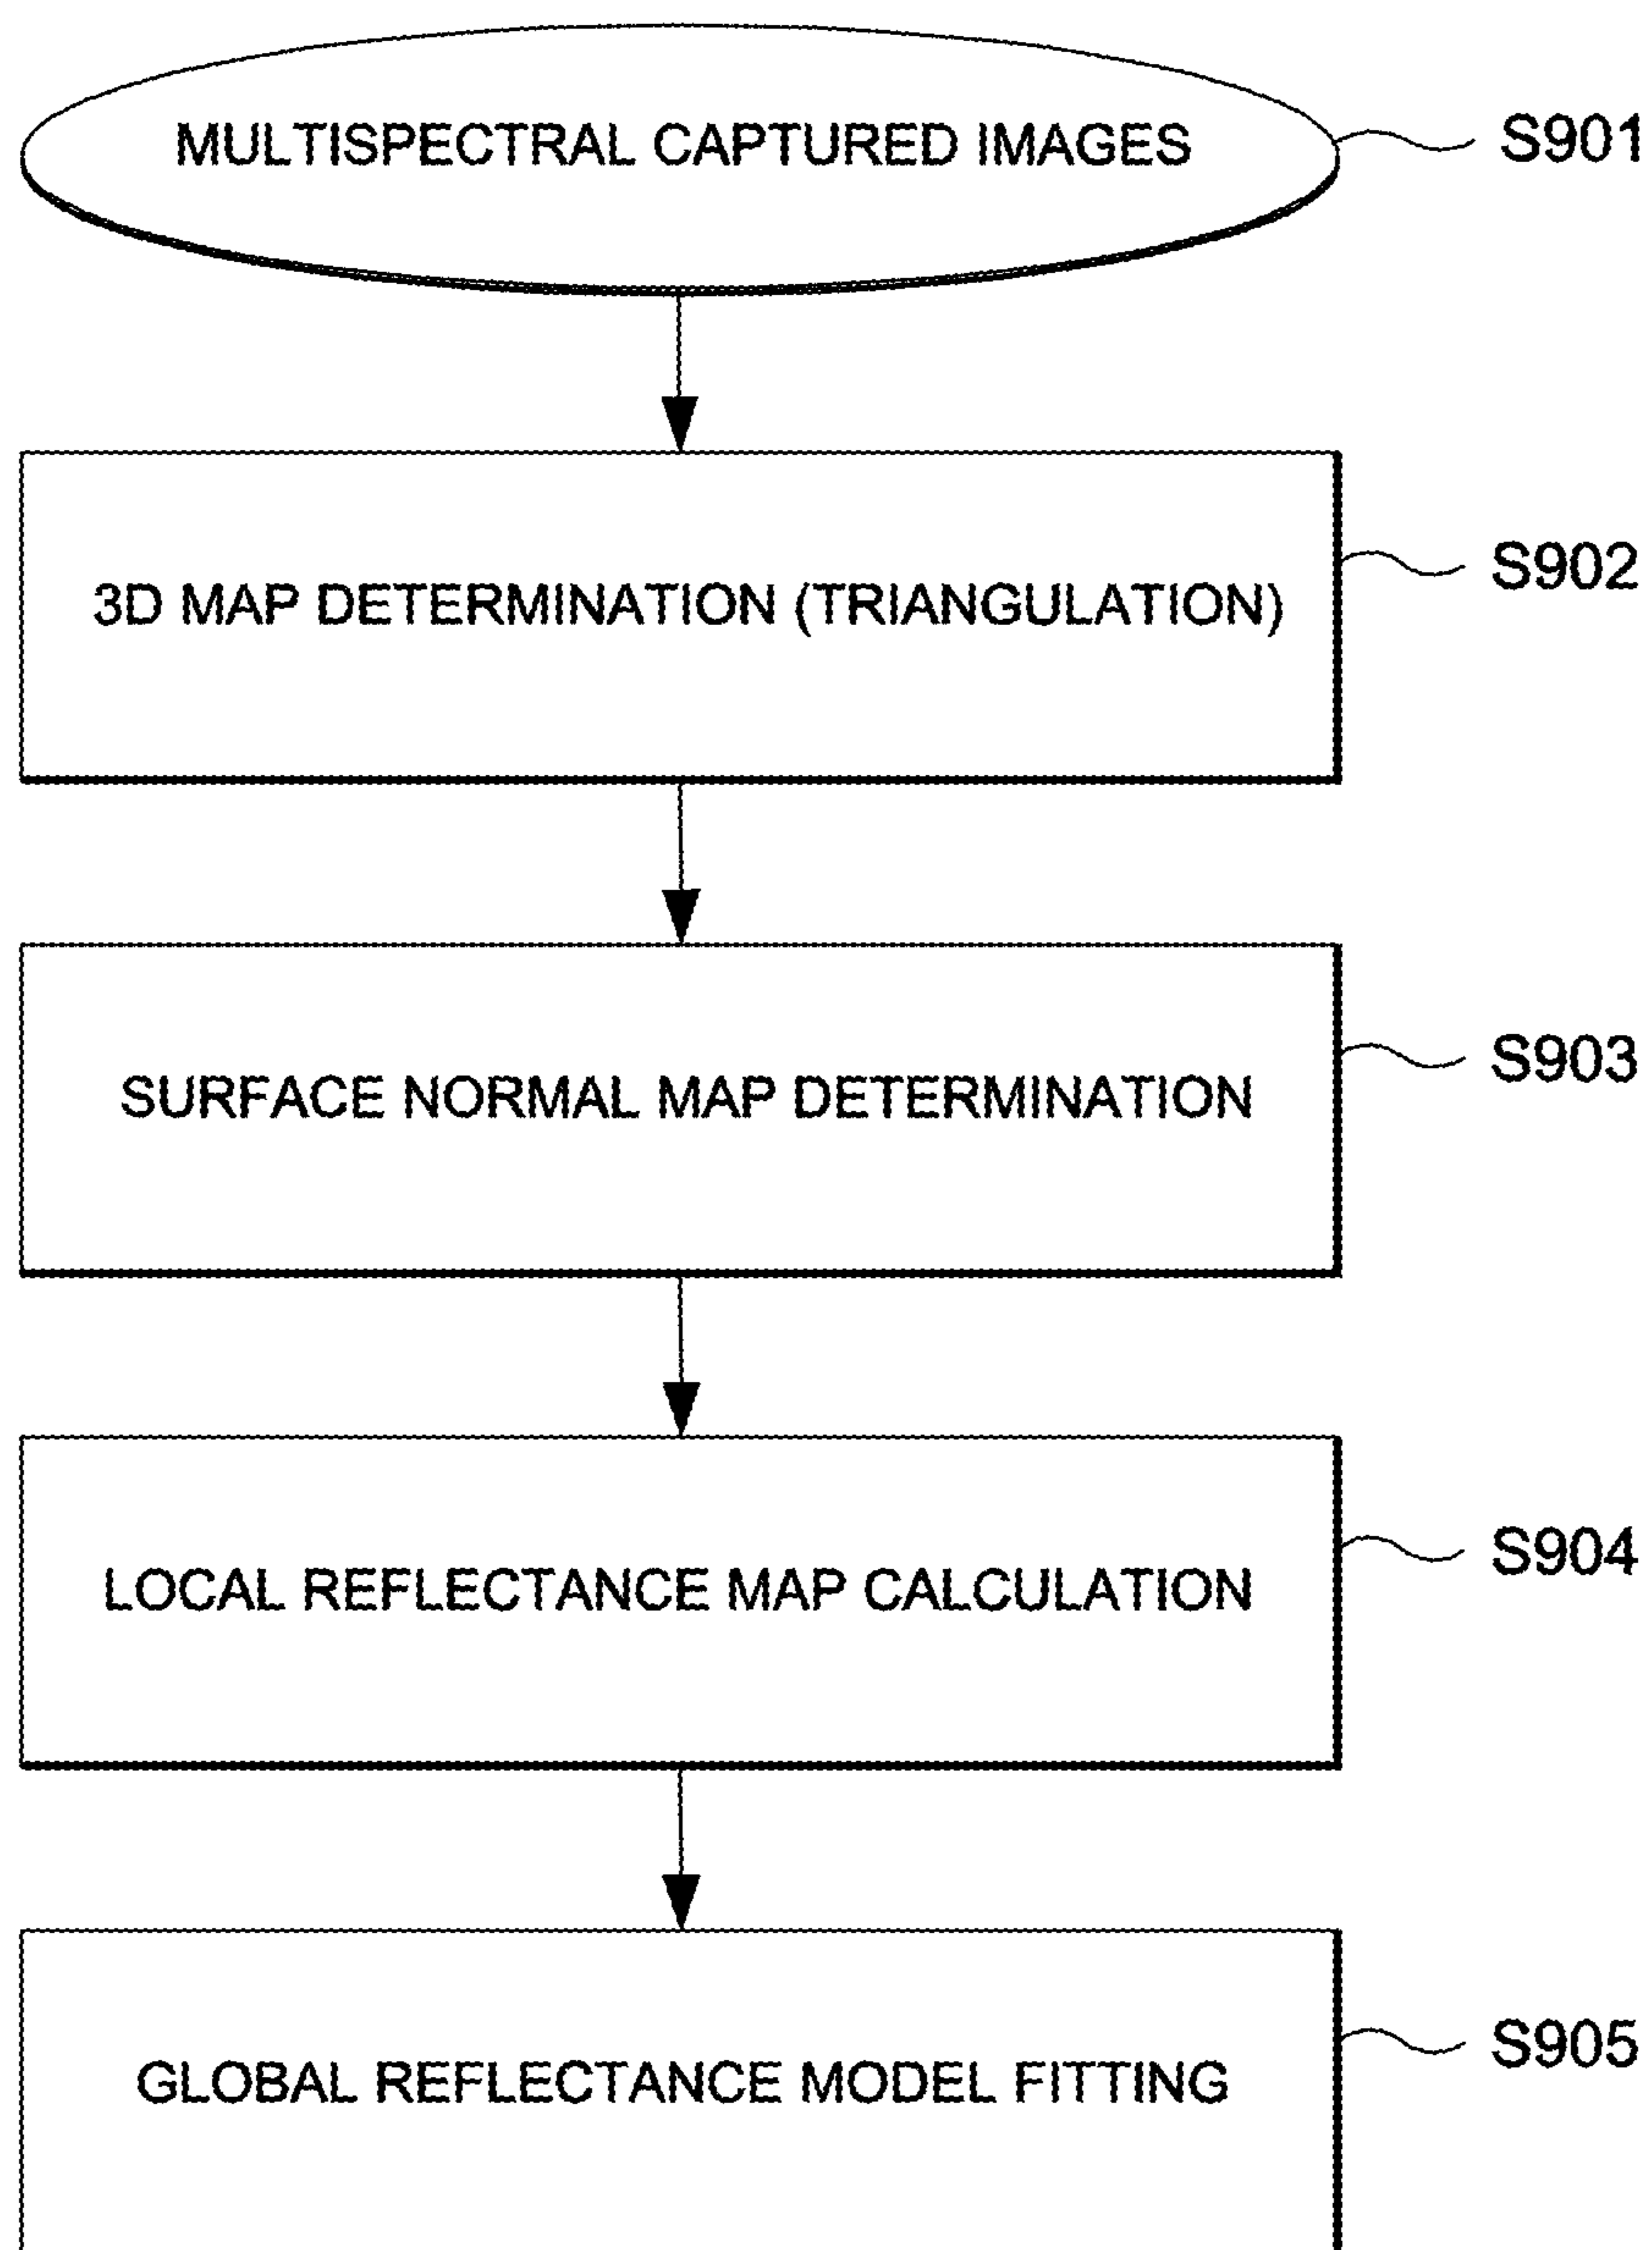 MULTISPECTRAL CAPTURED IMAGES
S901
3D MAP DETERMINATION (TRIANGULATION)
S902
SURFACE NORMAL MAP DETERMINATION
S903
LOCAL REFLECTANCE MAP CALCULATION
S904
GLOBAL REFLECTANCE MODEL FITTING
S905